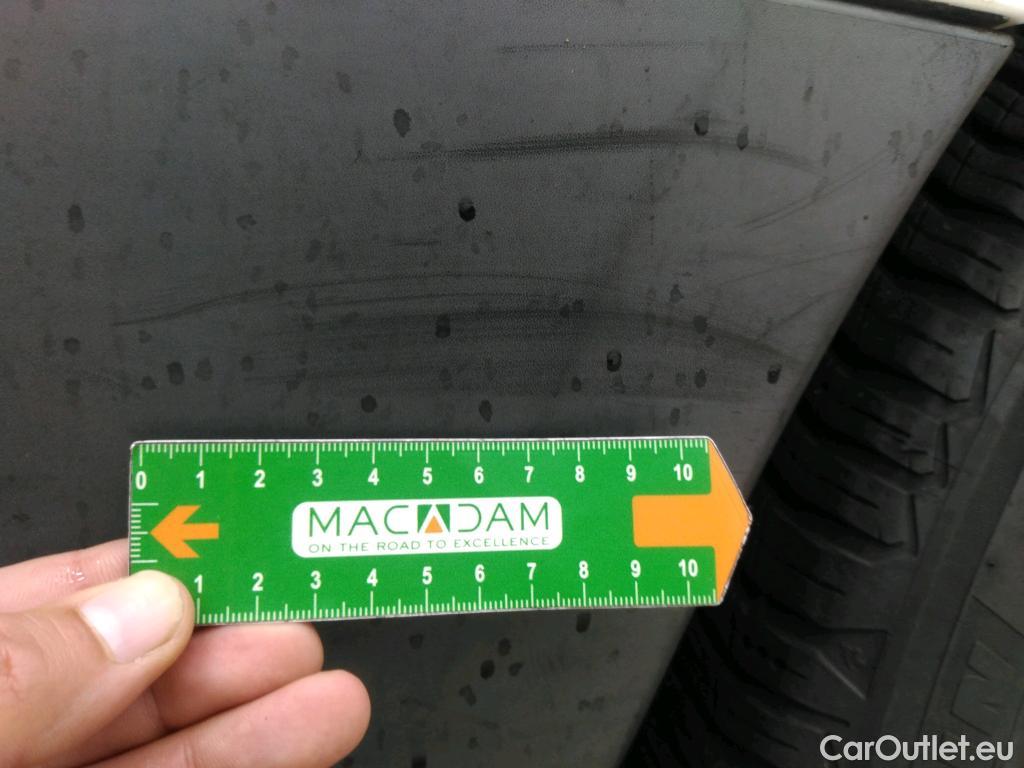 0 1 2 3 4 5 6 7 8 9 10
MACADAM
ON THE ROAD TO EXCELLENCE
1 2 3 4 5 6 7 8 9 10
CarOutlet.eu